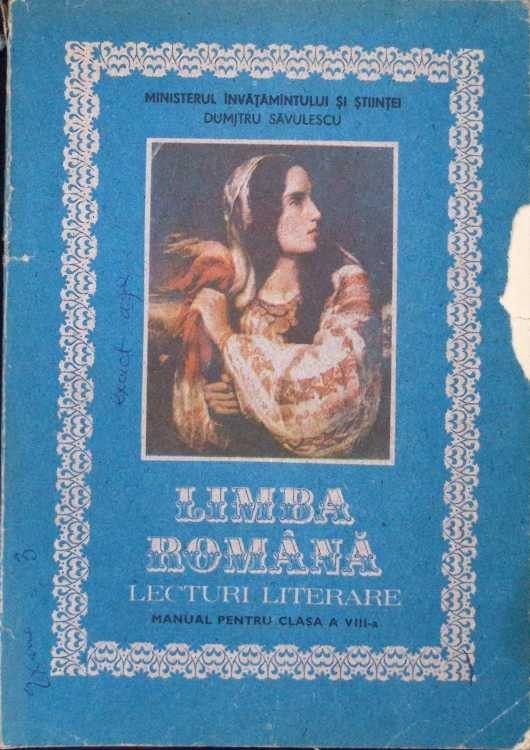 MINISTERUL ÎNVĂȚĂMÎNTULUI ȘI ȘTIINȚEI
DUMITRU SĂVULESCU
LIMBA
ROMÂNĂ
LECTURI LITERARE
MANUAL PENTRU CLASA A VIII-a